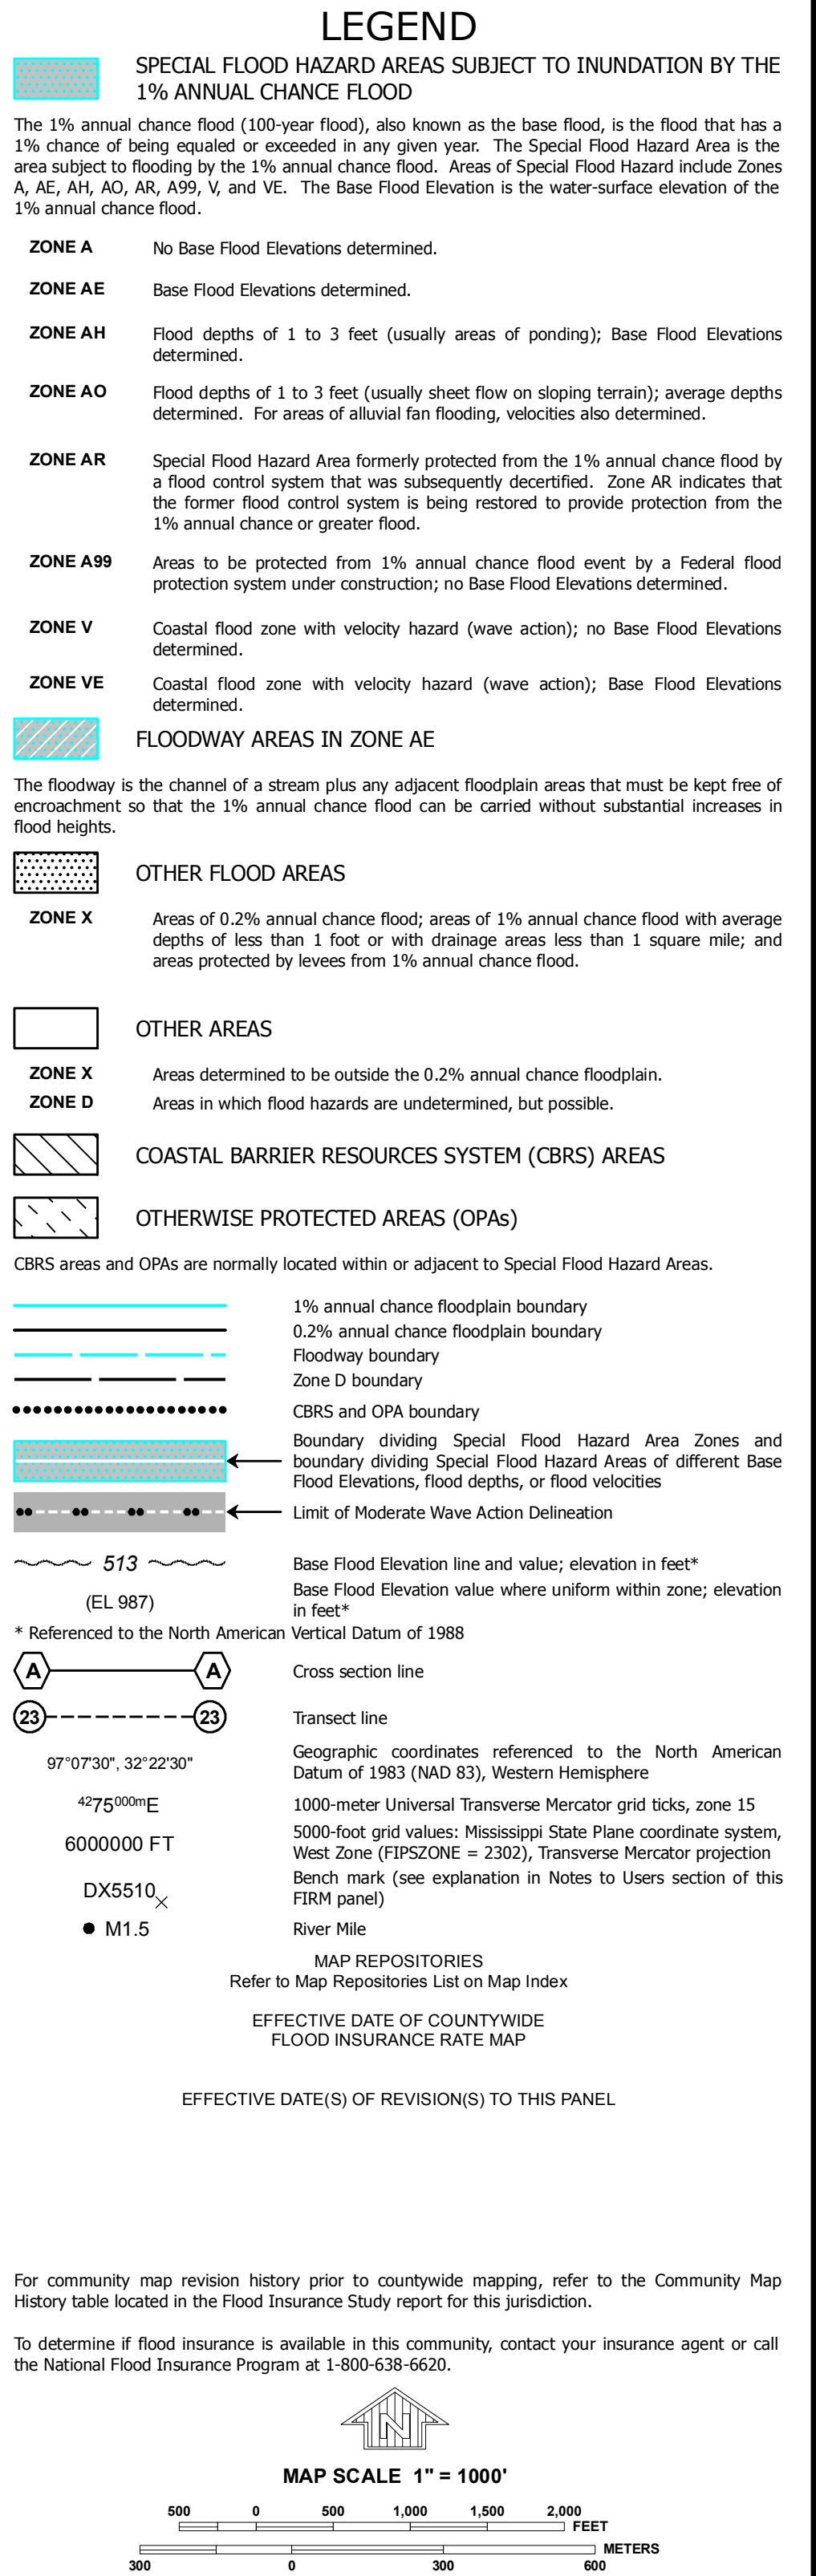 LEGEND
SPECIAL FLOOD HAZARD AREAS SUBJECT TO INUNDATION BY THE
1% ANNUAL CHANCE FLOOD
The 1% annual chance flood (100-year flood), also known as the base flood, is the flood that has a
1% chance of being equaled or exceeded in any given year. The Special Flood Hazard Area is the
area subject to flooding by the 1% annual chance flood. Areas of Special Flood Hazard include Zones
A, AE, AH, AO, AR, A99, V, and VE. The Base Flood Elevation is the water-surface elevation of the
1% annual chance flood.
ZONE A No Base Flood Elevations determined.
ZONE AE Base Flood Elevations determined.
ZONE AH Flood depths of 1 to 3 feet (usually areas of ponding); Base Flood Elevations
determined.
ZONE AO Flood depths of 1 to 3 feet (usually sheet flow on sloping terrain); average depths
determined. For areas of alluvial fan flooding, velocities also determined.
ZONE AR Special Flood Hazard Area formerly protected from the 1% annual chance flood by
a flood control system that was subsequently decertified. Zone AR indicates that
the former flood control system is being restored to provide protection from the
1% annual chance or greater flood.
ZONE A99 Areas to be protected from 1% annual chance flood event by a Federal flood
protection system under construction; no Base Flood Elevations determined.
ZONE V Coastal flood zone with velocity hazard (wave action); no Base Flood Elevations
determined.
ZONE VE Coastal flood zone with velocity hazard (wave action); Base Flood Elevations
determined.
FLOODWAY AREAS IN ZONE AE
The floodway is the channel of a stream plus any adjacent floodplain areas that must be kept free of
encroachment so that the 1% annual chance flood can be carried without substantial increases in
flood heights.
OTHER FLOOD AREAS
ZONE X Areas of 0.2% annual chance flood; areas of 1% annual chance flood with average
depths of less than 1 foot or with drainage areas less than 1 square mile; and
areas protected by levees from 1% annual chance flood.
OTHER AREAS
ZONE X Areas determined to be outside the 0.2% annual chance floodplain.
ZONE D Areas in which flood hazards are undetermined, but possible.
COASTAL BARRIER RESOURCES SYSTEM (CBRS) AREAS
OTHERWISE PROTECTED AREAS (OPAs)
CBRS areas and OPAs are normally located within or adjacent to Special Flood Hazard Areas.
1% annual chance floodplain boundary
0.2% annual chance floodplain boundary
Floodway boundary
Zone D boundary
CBRS and OPA boundary
Boundary dividing Special Flood Hazard Area Zones and
boundary dividing Special Flood Hazard Areas of different Base
Flood Elevations, flood depths, or flood velocities
Limit of Moderate Wave Action Delineation
513 Base Flood Elevation line and value; elevation in feet*
(EL 987) Base Flood Elevation value where uniform within zone; elevation
in feet*
* Referenced to the North American Vertical Datum of 1988
A A Cross section line
23 23 Transect line
97°07'30", 32°22'30" Geographic coordinates referenced to the North American
Datum of 1983 (NAD 83), Western Hemisphere
4275000mE 1000-meter Universal Transverse Mercator grid ticks, zone 15
6000000 FT 5000-foot grid values: Mississippi State Plane coordinate system,
West Zone (FIPSZONE = 2302), Transverse Mercator projection
DX5510 Bench mark (see explanation in Notes to Users section of this
FIRM panel)
M1.5 River Mile
MAP REPOSITORIES
Refer to Map Repositories List on Map Index
EFFECTIVE DATE OF COUNTYWIDE
FLOOD INSURANCE RATE MAP
EFFECTIVE DATE(S) OF REVISION(S) TO THIS PANEL
For community map revision history prior to countywide mapping, refer to the Community Map
History table located in the Flood Insurance Study report for this jurisdiction.
To determine if flood insurance is available in this community, contact your insurance agent or call
the National Flood Insurance Program at 1-800-638-6620.
N
MAP SCALE 1" = 1000'
500 0 500 1,000 1,500 2,000
FEET
METERS
300 0 300 600